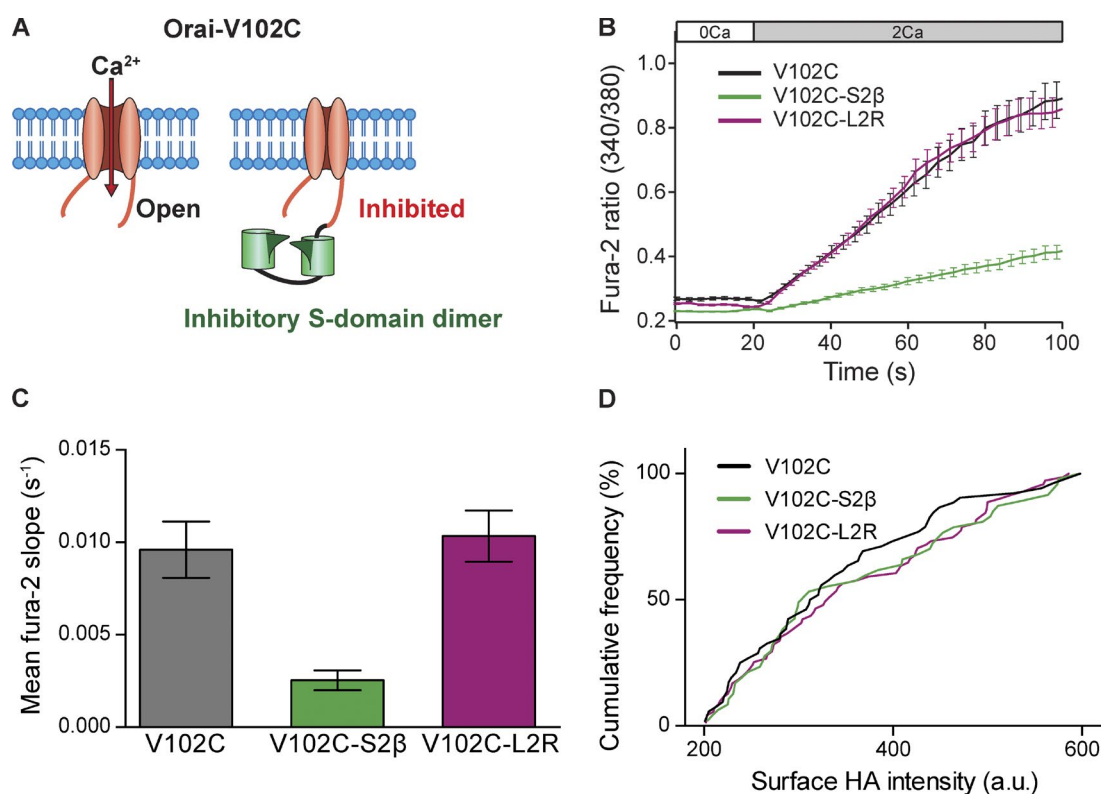 A
Orai-V102C
Ca²⁺
Open
Inhibited
Inhibitory S-domain dimer
B
0Ca
2Ca
V102C
V102C-S2β
V102C-L2R
Fura-2 ratio (340/380)
1.0
0.8
0.6
0.4
0.2
0
20
40
60
80
100
Time (s)
C
Mean fura-2 slope (s⁻¹)
0.015
0.010
0.005
0.000
V102C
V102C-S2β
V102C-L2R
D
V102C
V102C-S2β
V102C-L2R
Cumulative frequency (%)
100
50
0
200
400
600
Surface HA intensity (a.u.)